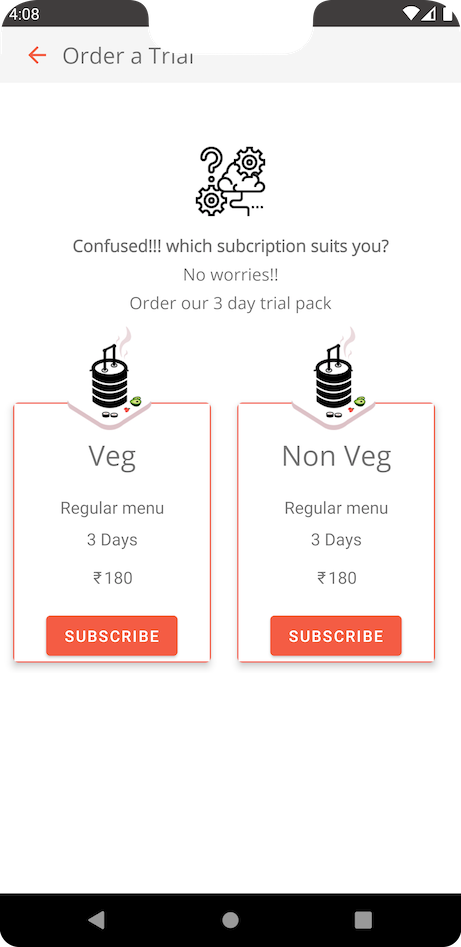 4:08
Order a Trial
Confused!!! which subcription suits you?
No worries!!
Order our 3 day trial pack
Veg
Regular menu
3 Days
₹180
SUBSCRIBE
Non Veg
Regular menu
3 Days
₹180
SUBSCRIBE